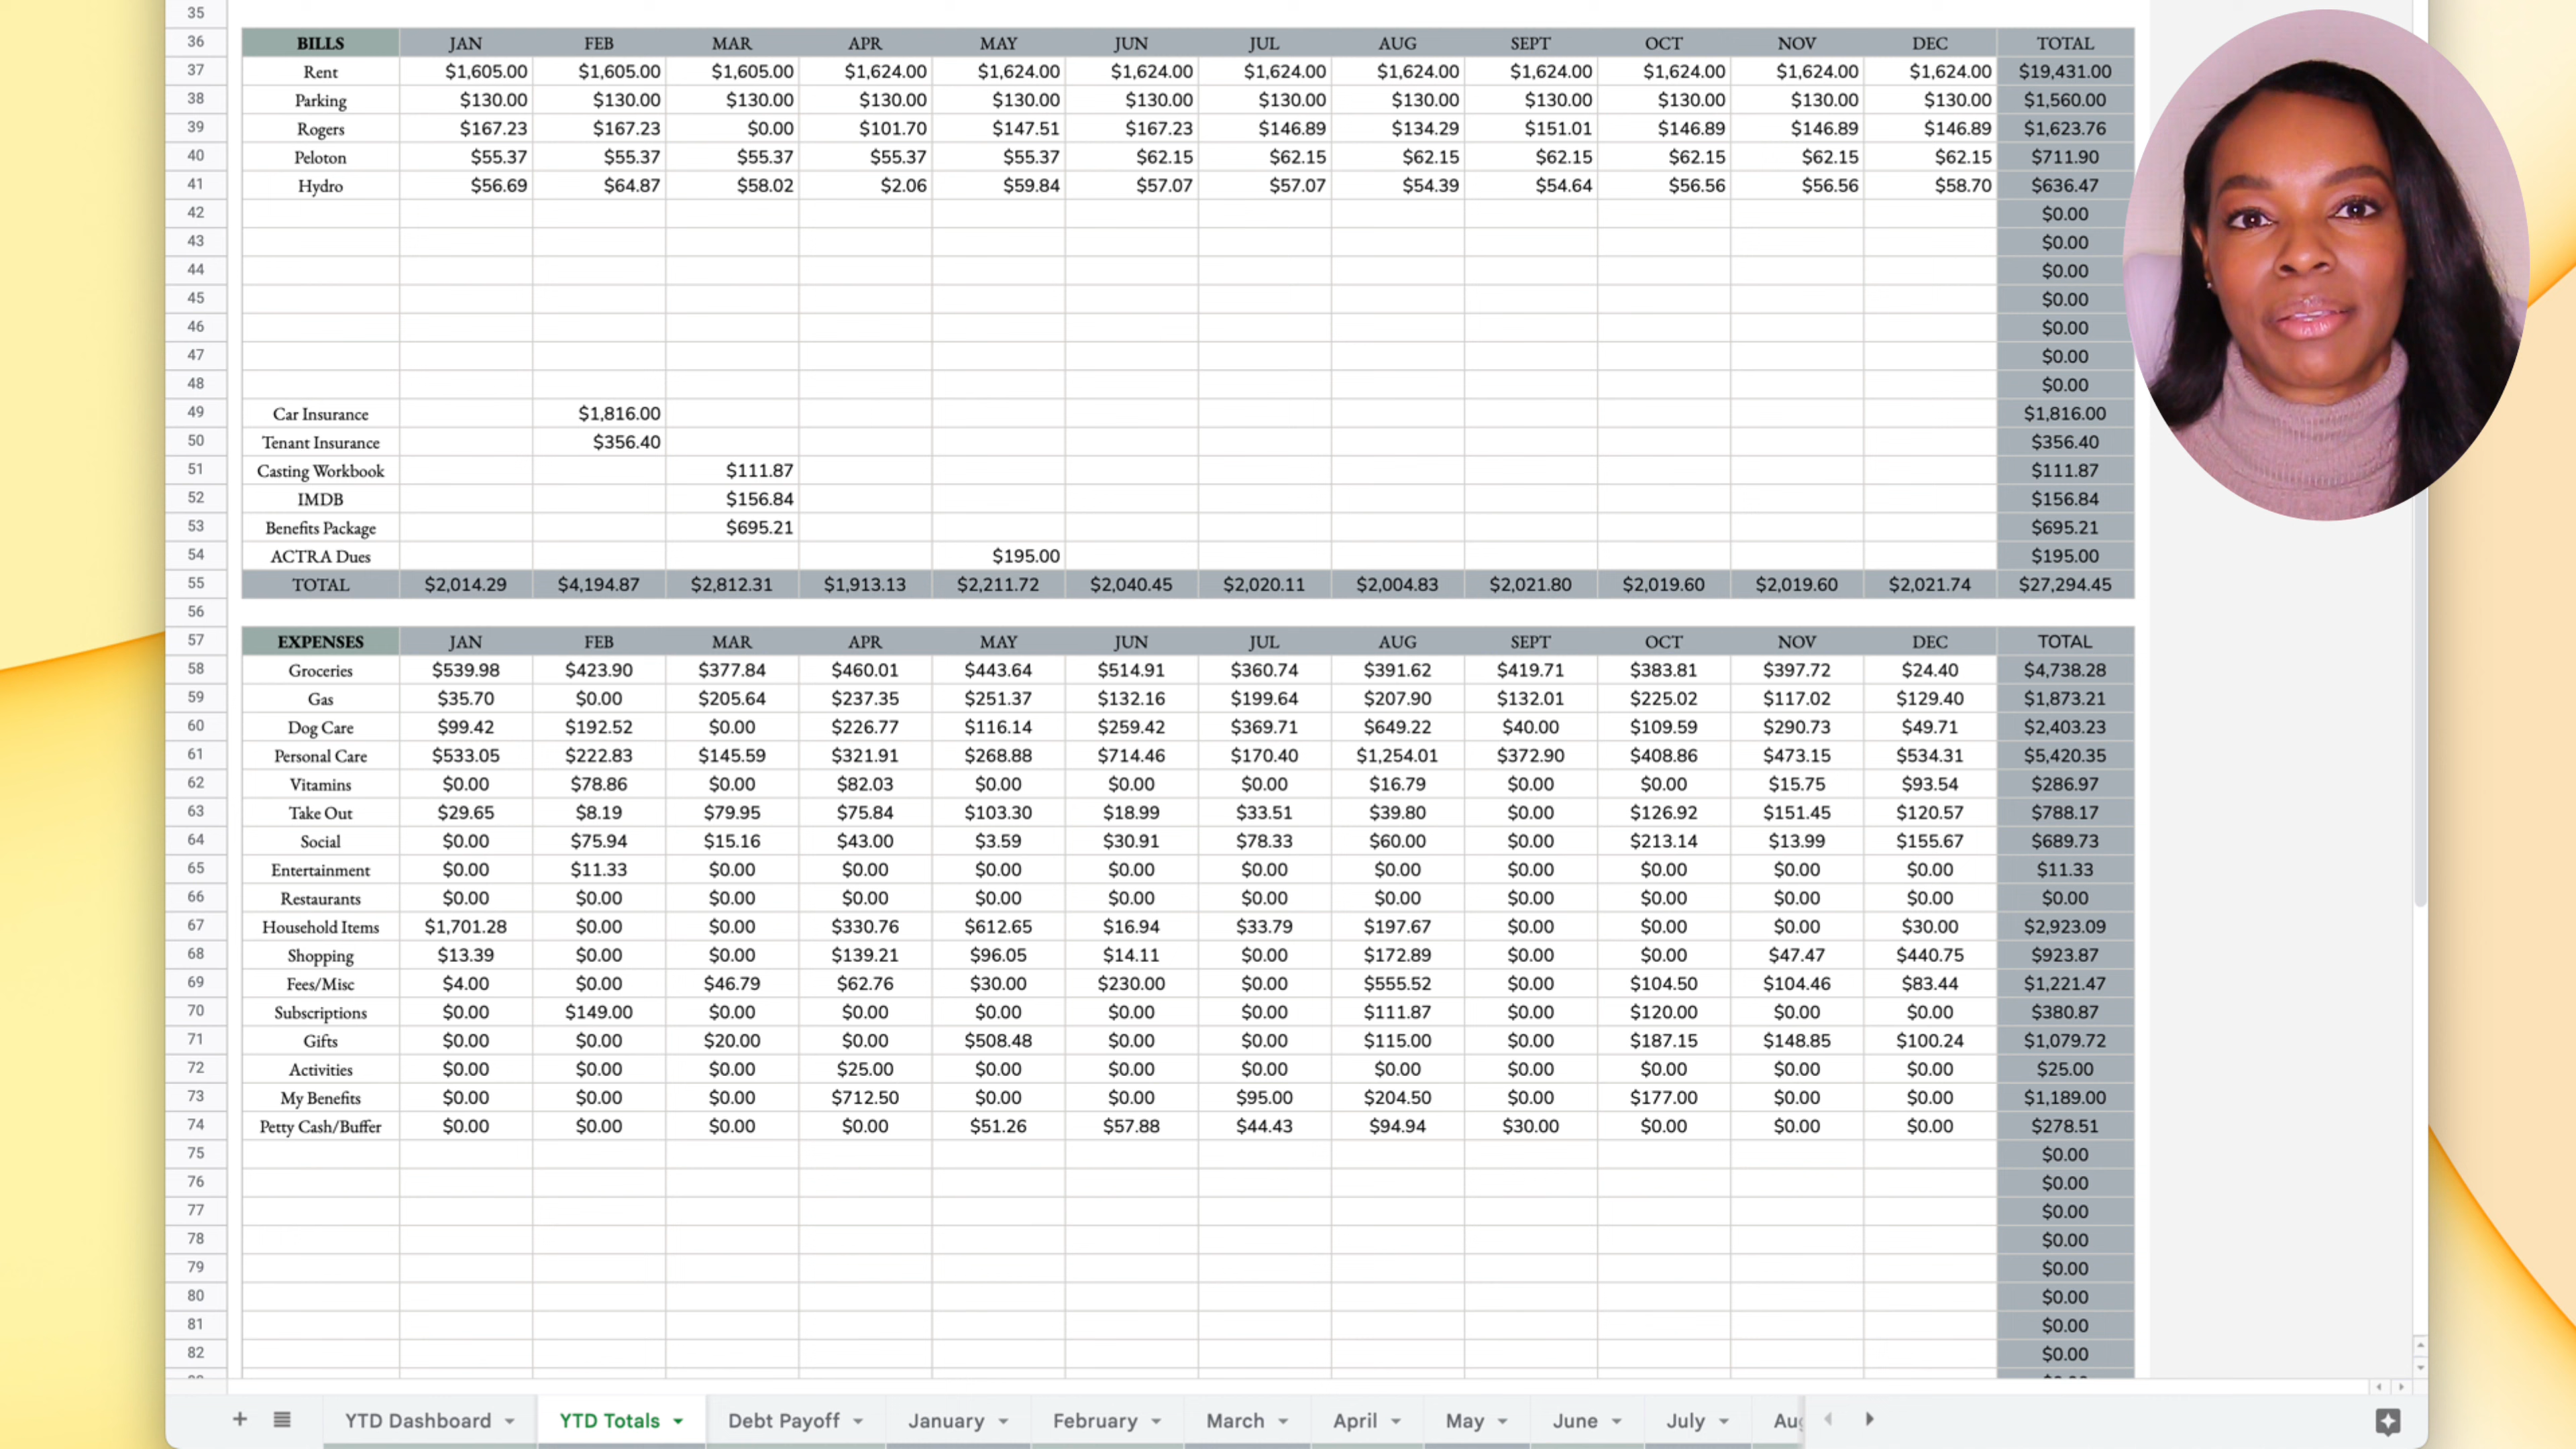 35
36 BILLS JAN FEB MAR APR MAY JUN JUL AUG SEPT OCT NOV DEC TOTAL
37 Rent $1,605.00 $1,605.00 $1,605.00 $1,624.00 $1,624.00 $1,624.00 $1,624.00 $1,624.00 $1,624.00 $1,624.00 $1,624.00 $1,624.00 $19,431.00
38 Parking $130.00 $130.00 $130.00 $130.00 $130.00 $130.00 $130.00 $130.00 $130.00 $130.00 $130.00 $130.00 $1,560.00
39 Rogers $167.23 $167.23 $0.00 $101.70 $147.51 $167.23 $146.89 $134.29 $151.01 $146.89 $146.89 $146.89 $1,623.76
40 Peloton $55.37 $55.37 $55.37 $55.37 $55.37 $62.15 $62.15 $62.15 $62.15 $62.15 $62.15 $62.15 $711.90
41 Hydro $56.69 $64.87 $58.02 $2.06 $59.84 $57.07 $57.07 $54.39 $54.64 $56.56 $56.56 $58.70 $636.47
42 $0.00
43 $0.00
44 $0.00
45 $0.00
46 $0.00
47 $0.00
48 $0.00
49 Car Insurance $1,816.00 $1,816.00
50 Tenant Insurance $356.40 $356.40
51 Casting Workbook $111.87 $111.87
52 IMDB $156.84 $156.84
53 Benefits Package $695.21 $695.21
54 ACTRA Dues $195.00 $195.00
55 TOTAL $2,014.29 $4,194.87 $2,812.31 $1,913.13 $2,211.72 $2,040.45 $2,020.11 $2,004.83 $2,021.80 $2,019.60 $2,019.60 $2,021.74 $27,294.45
56
57 EXPENSES JAN FEB MAR APR MAY JUN JUL AUG SEPT OCT NOV DEC TOTAL
58 Groceries $539.98 $423.90 $377.84 $460.01 $443.64 $514.91 $360.74 $391.62 $419.71 $383.81 $397.72 $24.40 $4,738.28
59 Gas $35.70 $0.00 $205.64 $237.35 $251.37 $132.16 $199.64 $207.90 $132.01 $225.02 $117.02 $129.40 $1,873.21
60 Dog Care $99.42 $192.52 $0.00 $226.77 $116.14 $259.42 $369.71 $649.22 $40.00 $109.59 $290.73 $49.71 $2,403.23
61 Personal Care $533.05 $222.83 $145.59 $321.91 $268.88 $714.46 $170.40 $1,254.01 $372.90 $408.86 $473.15 $534.31 $5,420.35
62 Vitamins $0.00 $78.86 $0.00 $82.03 $0.00 $0.00 $0.00 $16.79 $0.00 $0.00 $15.75 $93.54 $286.97
63 Take Out $29.65 $8.19 $79.95 $75.84 $103.30 $18.99 $33.51 $39.80 $0.00 $126.92 $151.45 $120.57 $788.17
64 Social $0.00 $75.94 $15.16 $43.00 $3.59 $30.91 $78.33 $60.00 $0.00 $213.14 $13.99 $155.67 $689.73
65 Entertainment $0.00 $11.33 $0.00 $0.00 $0.00 $0.00 $0.00 $0.00 $0.00 $0.00 $0.00 $0.00 $11.33
66 Restaurants $0.00 $0.00 $0.00 $0.00 $0.00 $0.00 $0.00 $0.00 $0.00 $0.00 $0.00 $0.00 $0.00
67 Household Items $1,701.28 $0.00 $0.00 $330.76 $612.65 $16.94 $33.79 $197.67 $0.00 $0.00 $0.00 $30.00 $2,923.09
68 Shopping $13.39 $0.00 $0.00 $139.21 $96.05 $14.11 $0.00 $172.89 $0.00 $0.00 $47.47 $440.75 $923.87
69 Fees/Misc $4.00 $0.00 $46.79 $62.76 $30.00 $230.00 $0.00 $555.52 $0.00 $104.50 $104.46 $83.44 $1,221.47
70 Subscriptions $0.00 $149.00 $0.00 $0.00 $0.00 $0.00 $0.00 $111.87 $0.00 $120.00 $0.00 $0.00 $380.87
71 Gifts $0.00 $0.00 $20.00 $0.00 $508.48 $0.00 $0.00 $115.00 $0.00 $187.15 $148.85 $100.24 $1,079.72
72 Activities $0.00 $0.00 $0.00 $25.00 $0.00 $0.00 $0.00 $0.00 $0.00 $0.00 $0.00 $0.00 $25.00
73 My Benefits $0.00 $0.00 $0.00 $712.50 $0.00 $0.00 $95.00 $204.50 $0.00 $177.00 $0.00 $0.00 $1,189.00
74 Petty Cash/Buffer $0.00 $0.00 $0.00 $0.00 $51.26 $57.88 $44.43 $94.94 $30.00 $0.00 $0.00 $0.00 $278.51
75 $0.00
76 $0.00
77 $0.00
78 $0.00
79 $0.00
80 $0.00
81 $0.00
82 $0.00
YTD Dashboard YTD Totals Debt Payoff January February March April May June July Au